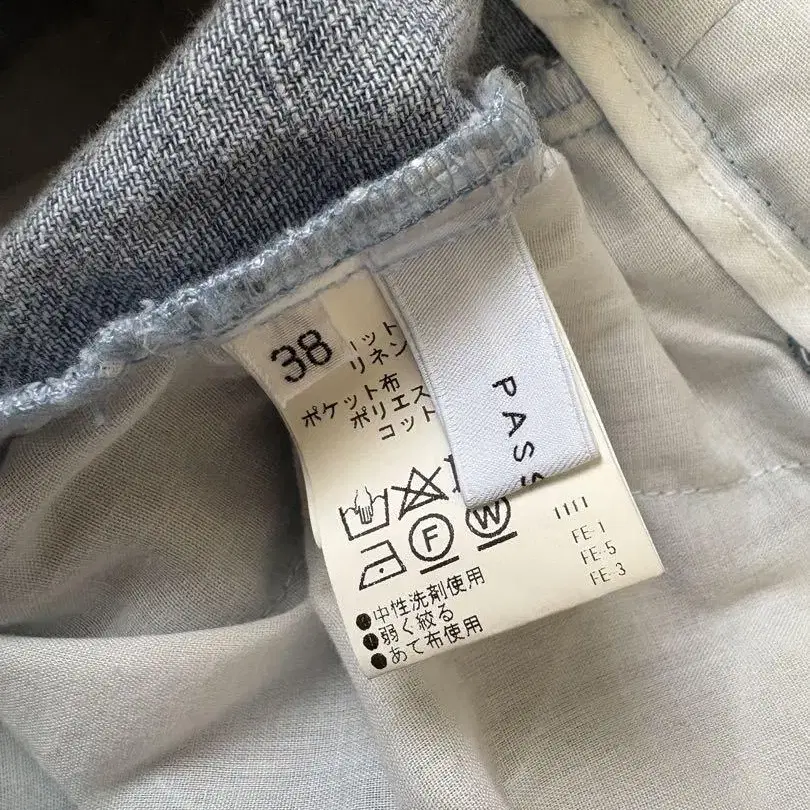 38
ット
リネン
ポケット布
ポリエス
コット
PASS
F
W
1111
FE-1
FE-5
FE-3
●中性洗剤使用
●弱く絞る
●あて布使用